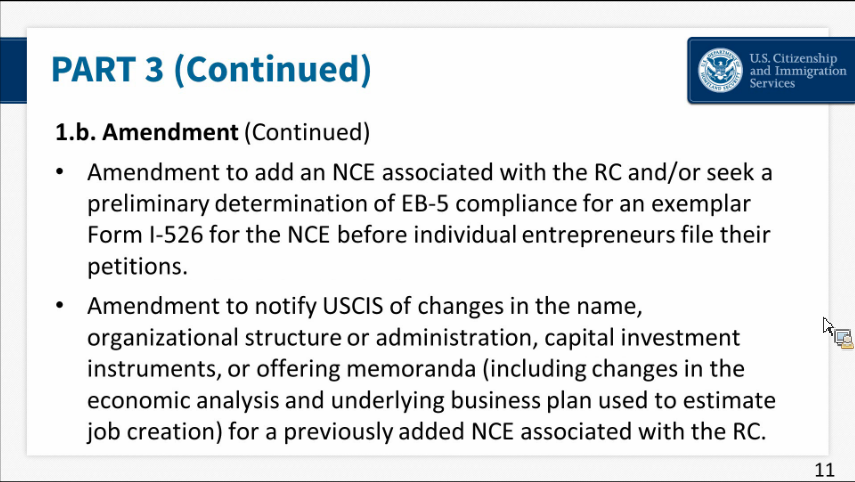 PART 3 (Continued)
U.S. Citizenship
and Immigration
Services
1.b. Amendment (Continued)
• Amendment to add an NCE associated with the RC and/or seek a
preliminary determination of EB-5 compliance for an exemplar
Form I-526 for the NCE before individual entrepreneurs file their
petitions.
• Amendment to notify USCIS of changes in the name,
organizational structure or administration, capital investment
instruments, or offering memoranda (including changes in the
economic analysis and underlying business plan used to estimate
job creation) for a previously added NCE associated with the RC.
11